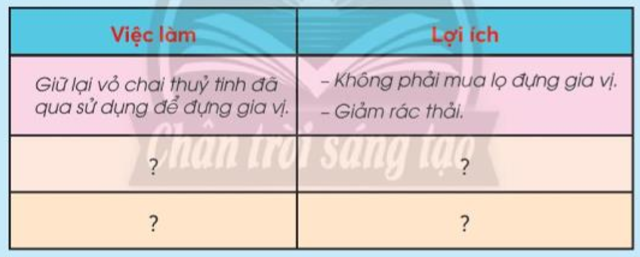 Việc làm
Lợi ích
Giữ lại vỏ chai thuỷ tinh đã
qua sử dụng để đựng gia vị.
- Không phải mua lọ đựng gia vị.
- Giảm rác thải.
Chân trời sáng tạo
?
?
?
?